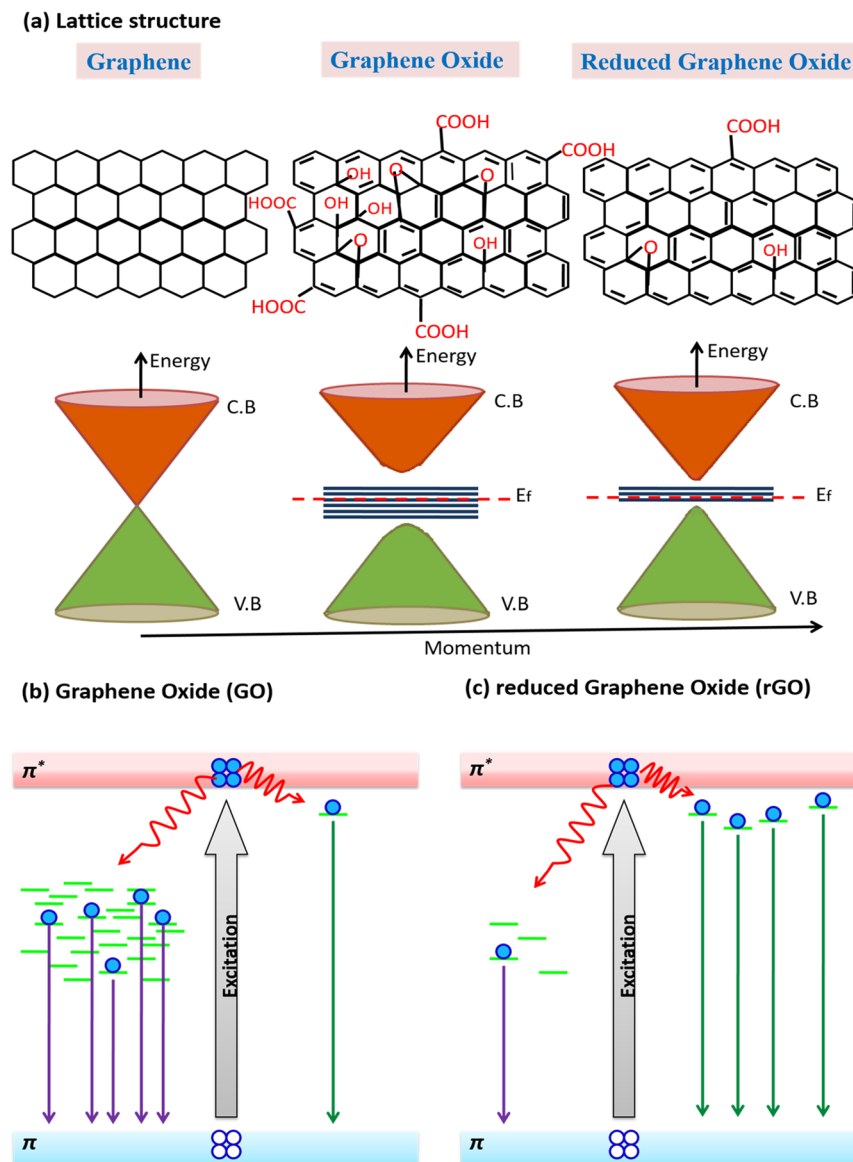 (a) Lattice structure
Graphene
Graphene Oxide
Reduced Graphene Oxide
COOH
COOH
OH
O
O
HOOC
OH
OH
O
OH
HOOC
COOH
COOH
O
OH
Energy
C.B
V.B
Energy
C.B
Ef
V.B
Energy
C.B
Ef
V.B
Momentum
(b) Graphene Oxide (GO)
π*
Excitation
π
(c) reduced Graphene Oxide (rGO)
π*
Excitation
π